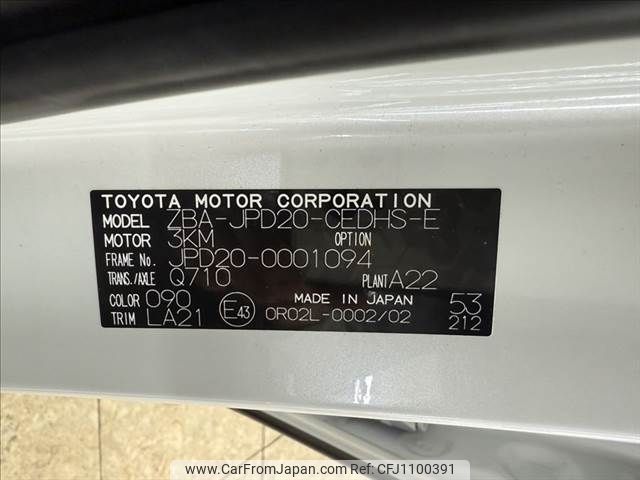 TOYOTA MOTOR CORPORATION
MODEL ZBA-JPD20-CEDHS-E
MOTOR 3KM OPTION
FRAME No. JPD20-0001094
TRANS./AXLE Q710 PLANT A22
COLOR 090 MADE IN JAPAN 53
TRIM LA21 E43 0R02L-0002/02 212
www.CarFromJapan.com | Ref No. CFJ1100391